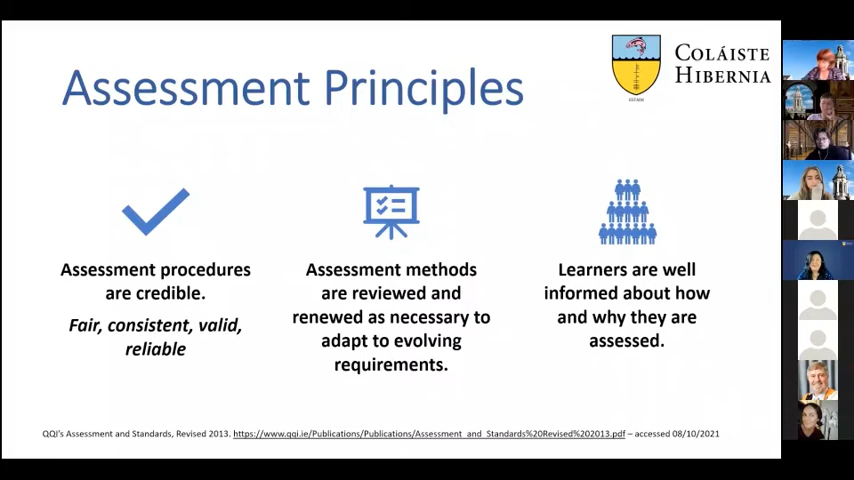 COLÁISTE
HIBERNIA
Assessment Principles
Assessment procedures
are credible.
Fair, consistent, valid,
reliable
Assessment methods
are reviewed and
renewed as necessary to
adapt to evolving
requirements.
Learners are well
informed about how
and why they are
assessed.
QQI's Assessment and Standards, Revised 2013. https://www.qqi.ie/Publications/Publications/Assessment_and_Standards%20Revised%202013.pdf – accessed 08/10/2021